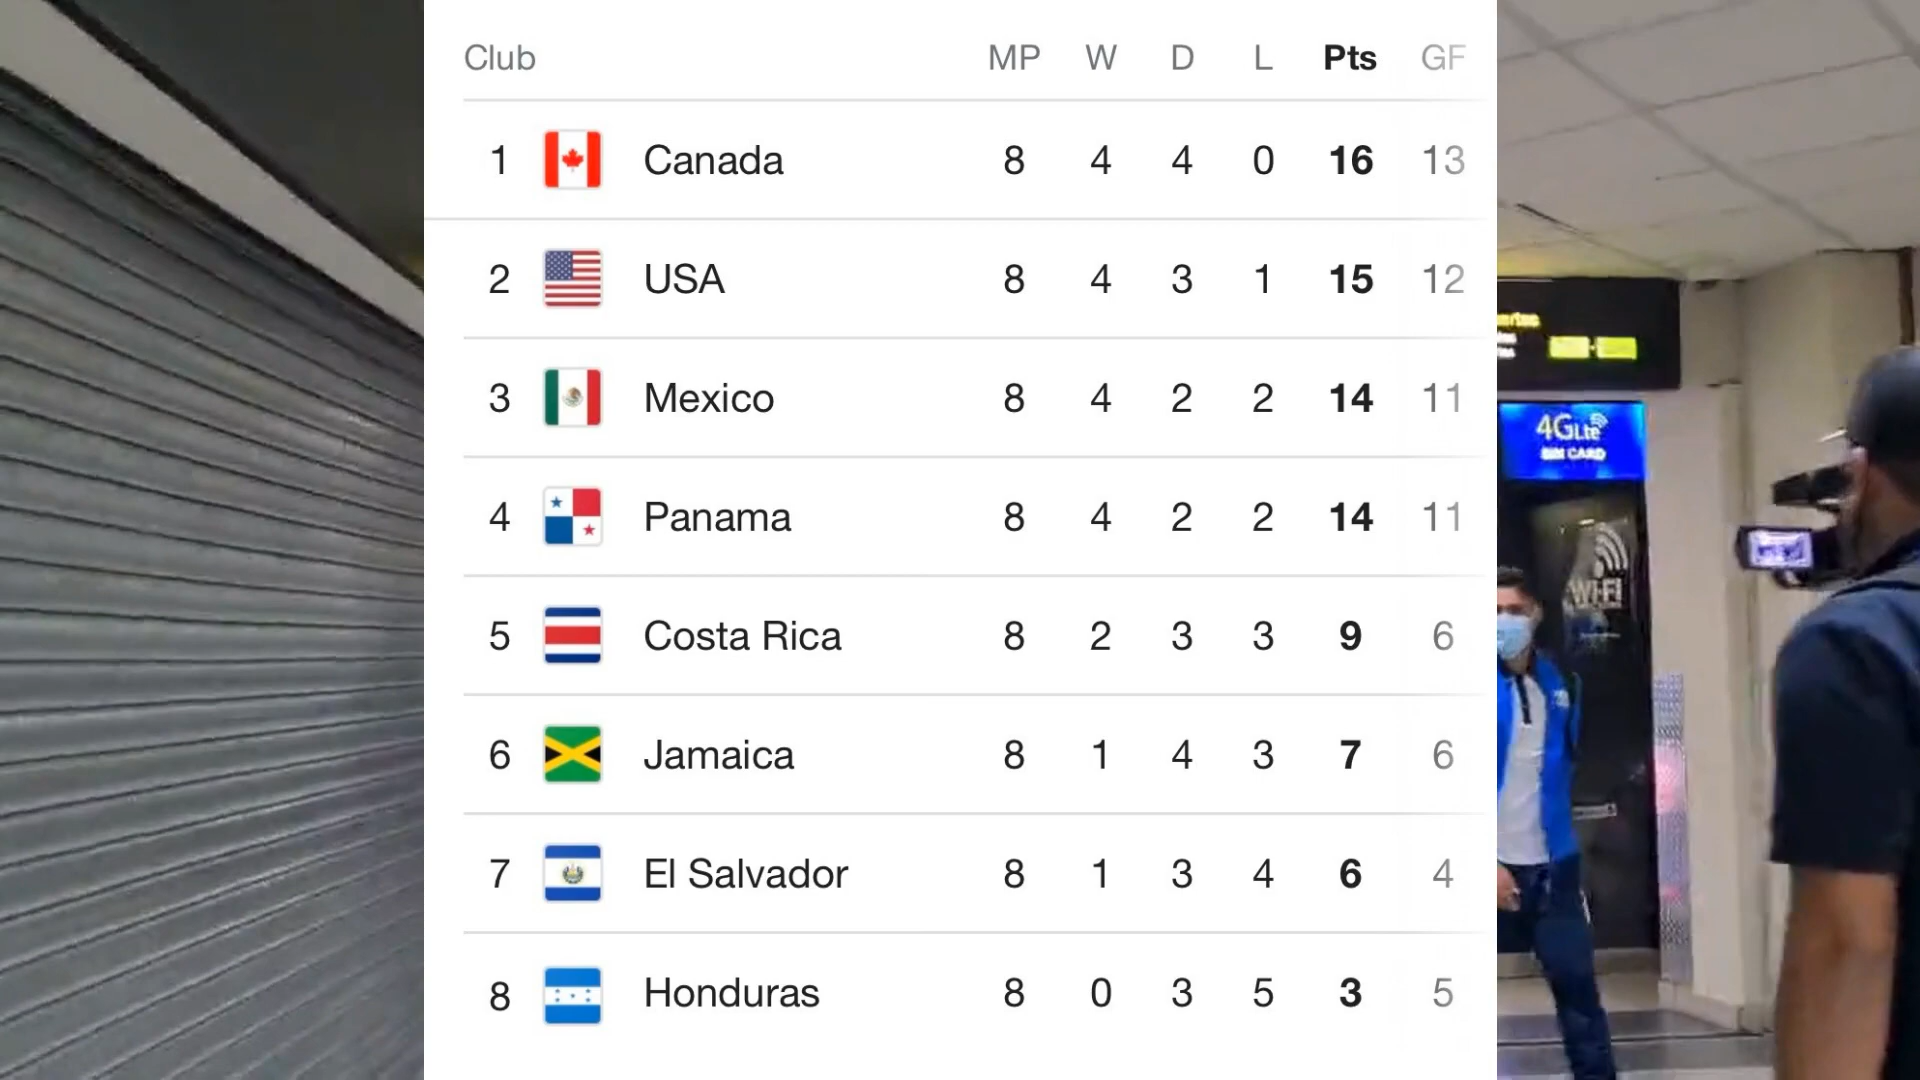 Club MP W D L Pts GF
1 Canada 8 4 4 0 16 13
2 USA 8 4 3 1 15 12
3 Mexico 8 4 2 2 14 11
4 Panama 8 4 2 2 14 11
5 Costa Rica 8 2 3 3 9 6
6 Jamaica 8 1 4 3 7 6
7 El Salvador 8 1 3 4 6 4
8 Honduras 8 0 3 5 3 5
4GLte
SIM CARD
WI-FI